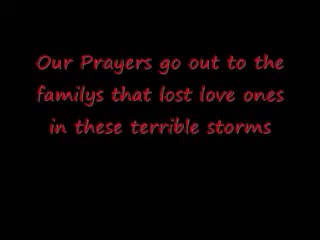 Our Prayers go out to the
familys that lost love ones
in these terrible storms